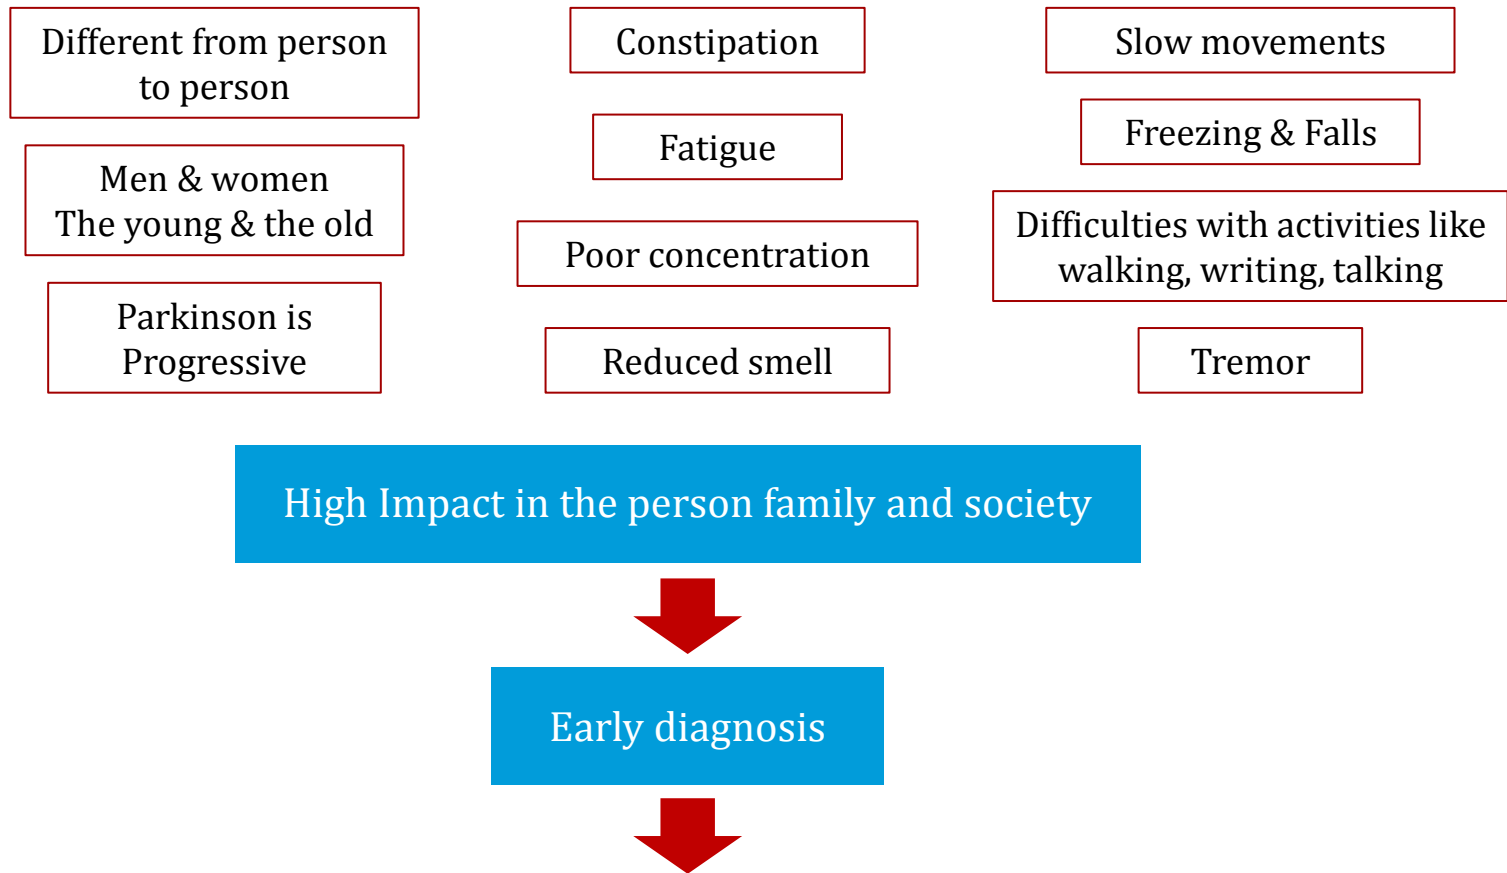 Different from person
to person
Men & women
The young & the old
Parkinson is
Progressive
Constipation
Fatigue
Poor concentration
Reduced smell
Slow movements
Freezing & Falls
Difficulties with activities like
walking, writing, talking
Tremor
High Impact in the person family and society
Early diagnosis